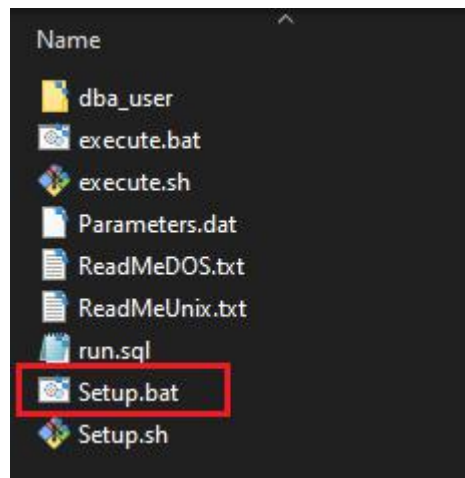 Name
dba_user
execute.bat
execute.sh
Parameters.dat
ReadMeDOS.txt
ReadMeUnix.txt
run.sql
Setup.bat
Setup.sh